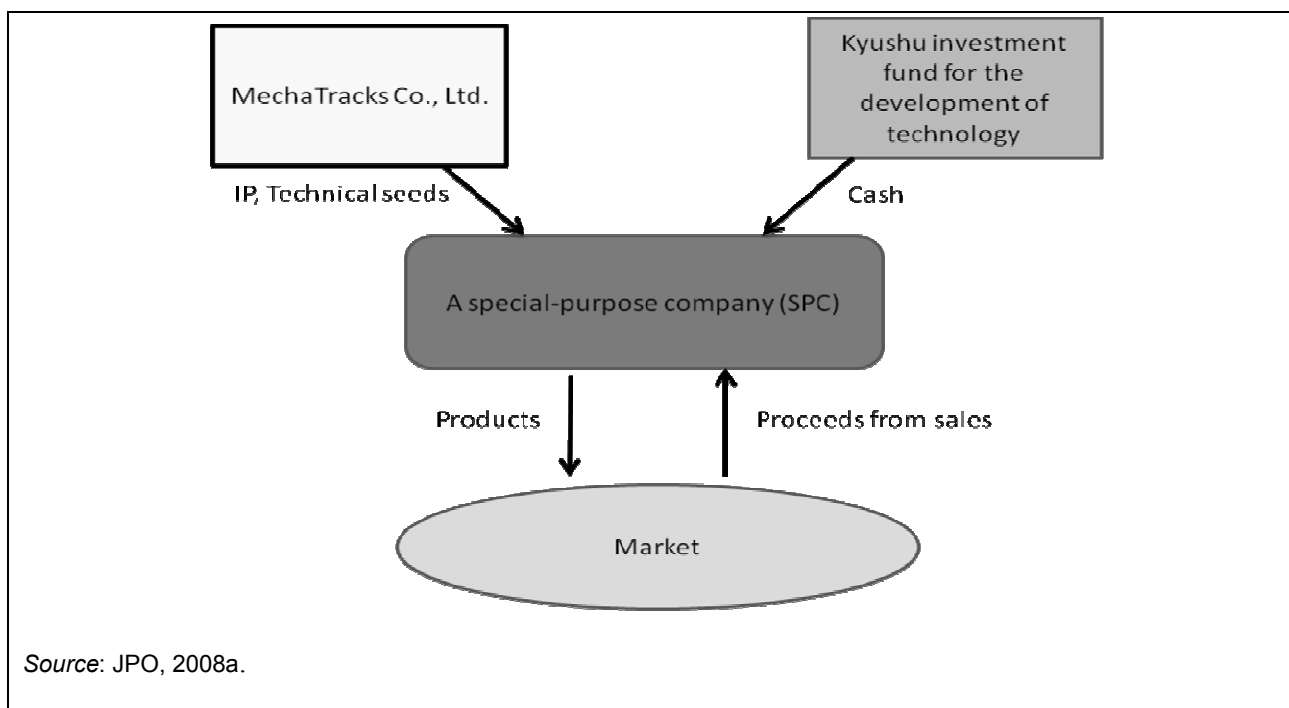 MechaTracks Co., Ltd.
Kyushu investment
fund for the
development of
technology
IP, Technical seeds
Cash
A special-purpose company (SPC)
Products
Proceeds from sales
Market
Source: JPO, 2008a.